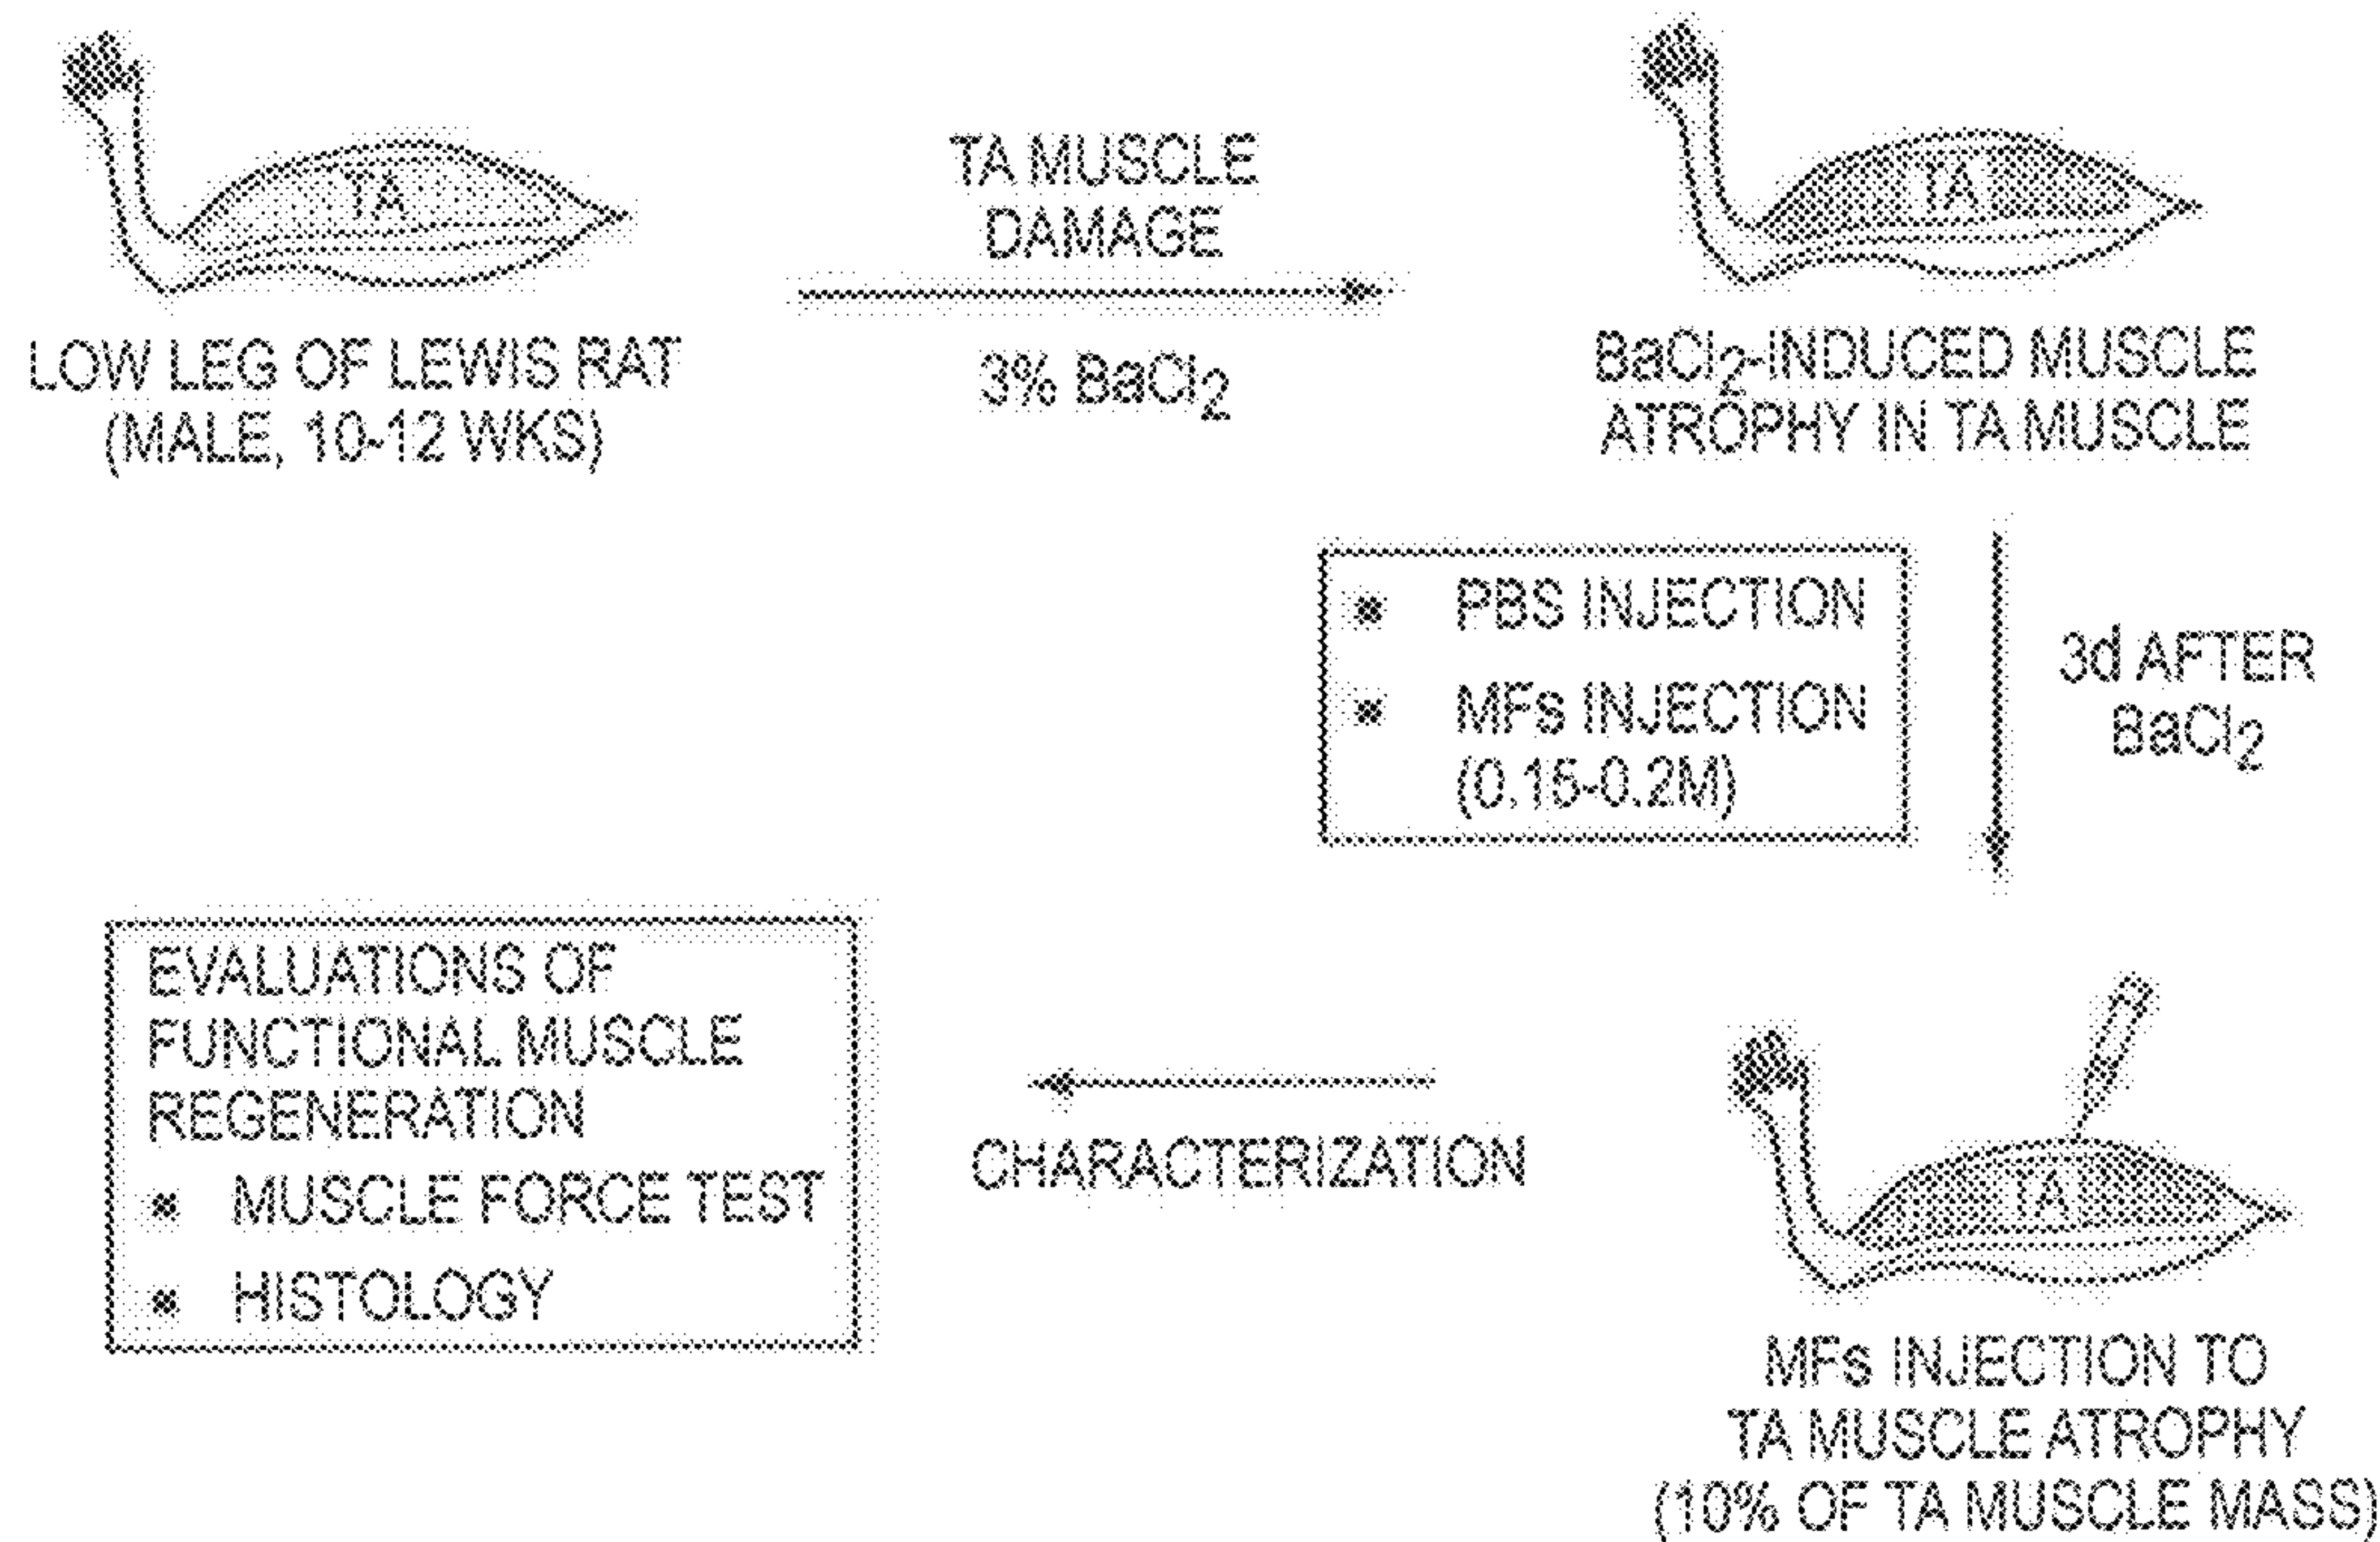 TA
LOW LEG OF LEWIS RAT
(MALE, 10-12 WKS)
TA MUSCLE
DAMAGE
3% BaCl2
TA
BaCl2-INDUCED MUSCLE
ATROPHY IN TA MUSCLE
PBS INJECTION
MFs INJECTION
(0.15-0.2M)
3d AFTER
BaCl2
TA
MFs INJECTION TO
TA MUSCLE ATROPHY
(10% OF TA MUSCLE MASS)
CHARACTERIZATION
EVALUATIONS OF
FUNCTIONAL MUSCLE
REGENERATION
MUSCLE FORCE TEST
HISTOLOGY